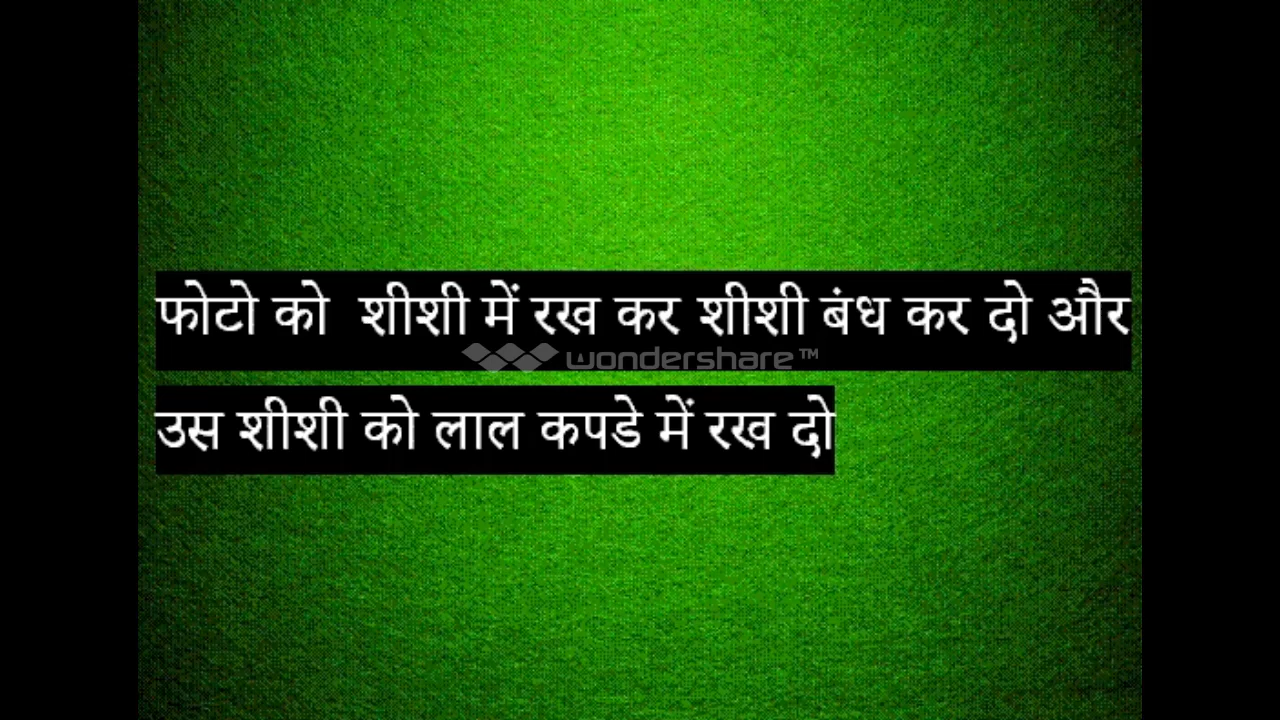 फोटो को शीशी में रख कर शीशी बंध कर दो और
wondershare™
उस शीशी को लाल कपडे में रख दो